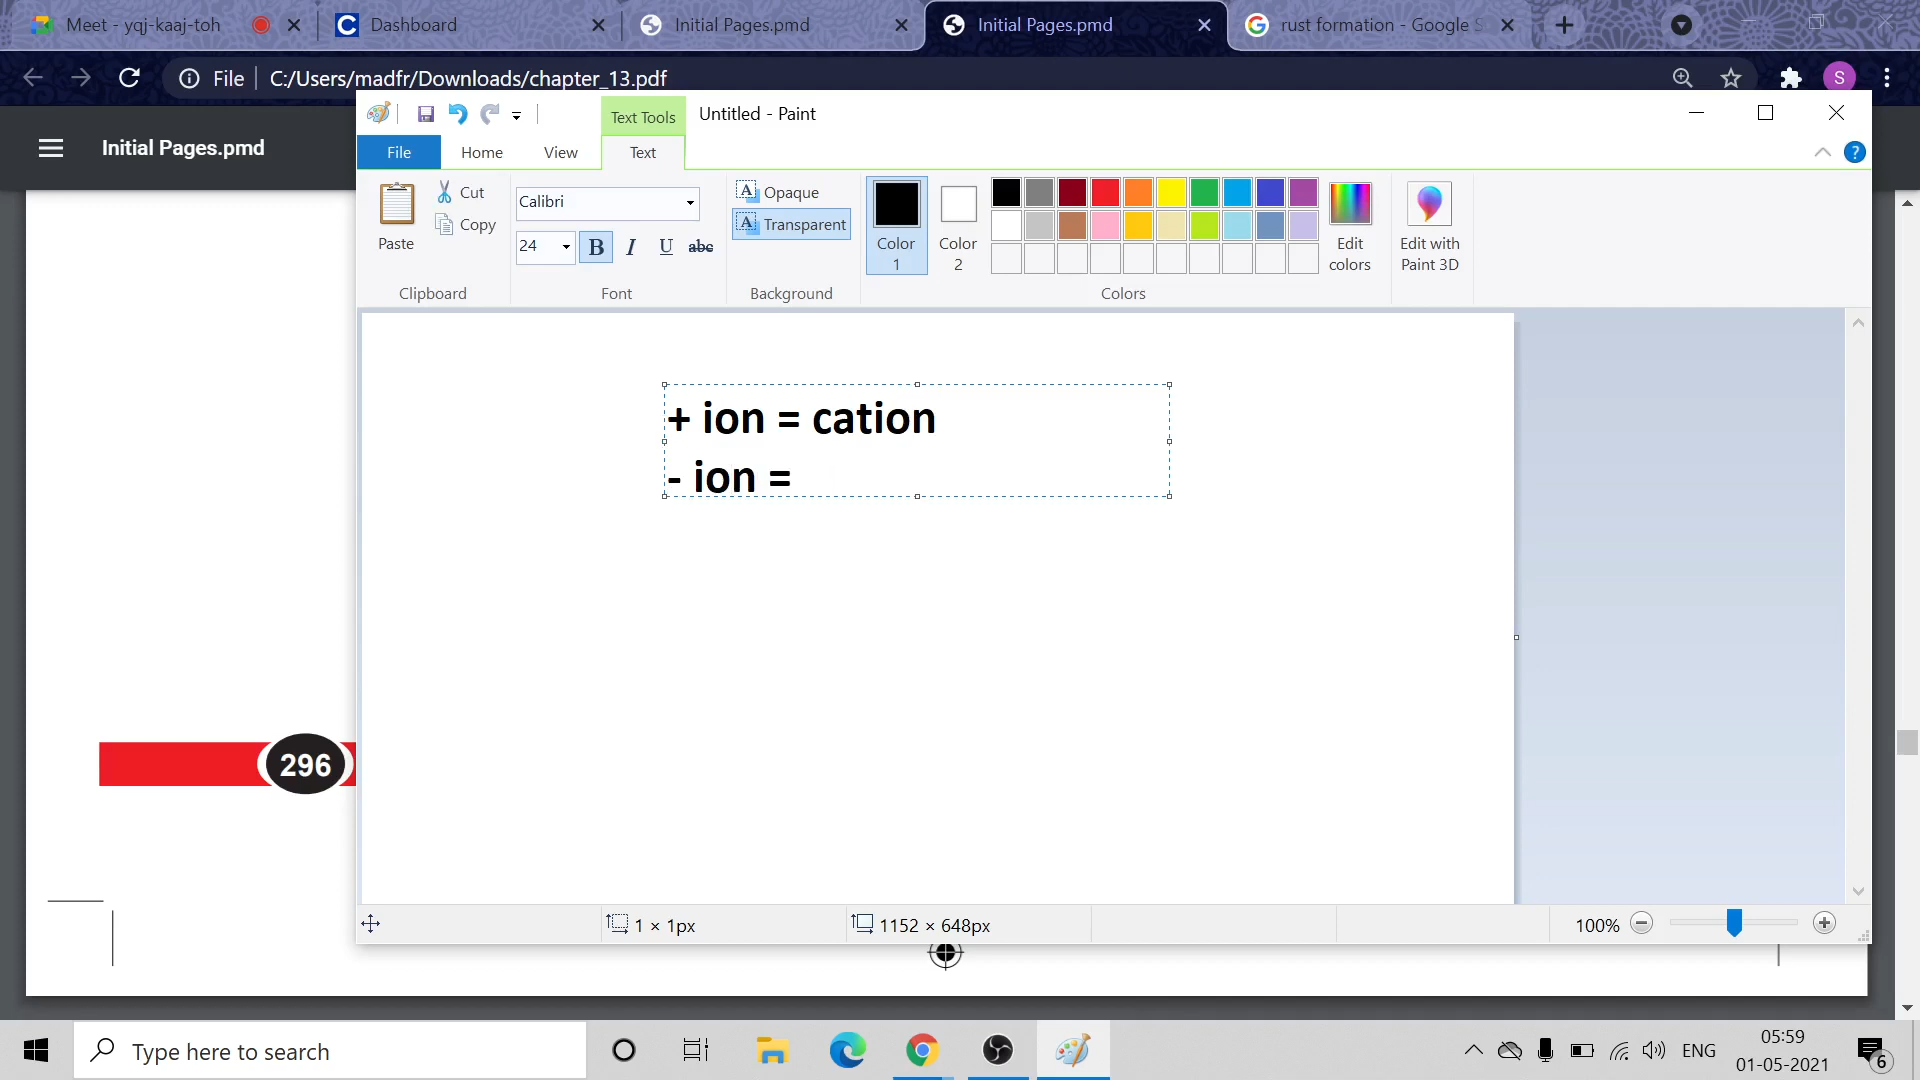 Meet - yqj-kaaj-toh
Dashboard
Initial Pages.pmd
Initial Pages.pmd
rust formation - Google S
File
C:/Users/madfr/Downloads/chapter_13.pdf
S
Initial Pages.pmd
Text Tools
Untitled - Paint
File
Home
View
Text
Paste
Cut
Copy
Clipboard
Calibri
24
B I U abc
Font
Opaque
Transparent
Background
Color
1
Color
2
Edit
colors
Colors
Edit with
Paint 3D
+ ion = cation
- ion =
296
1 × 1px
1152 × 648px
100%
Type here to search
ENG
05:59
01-05-2021
6